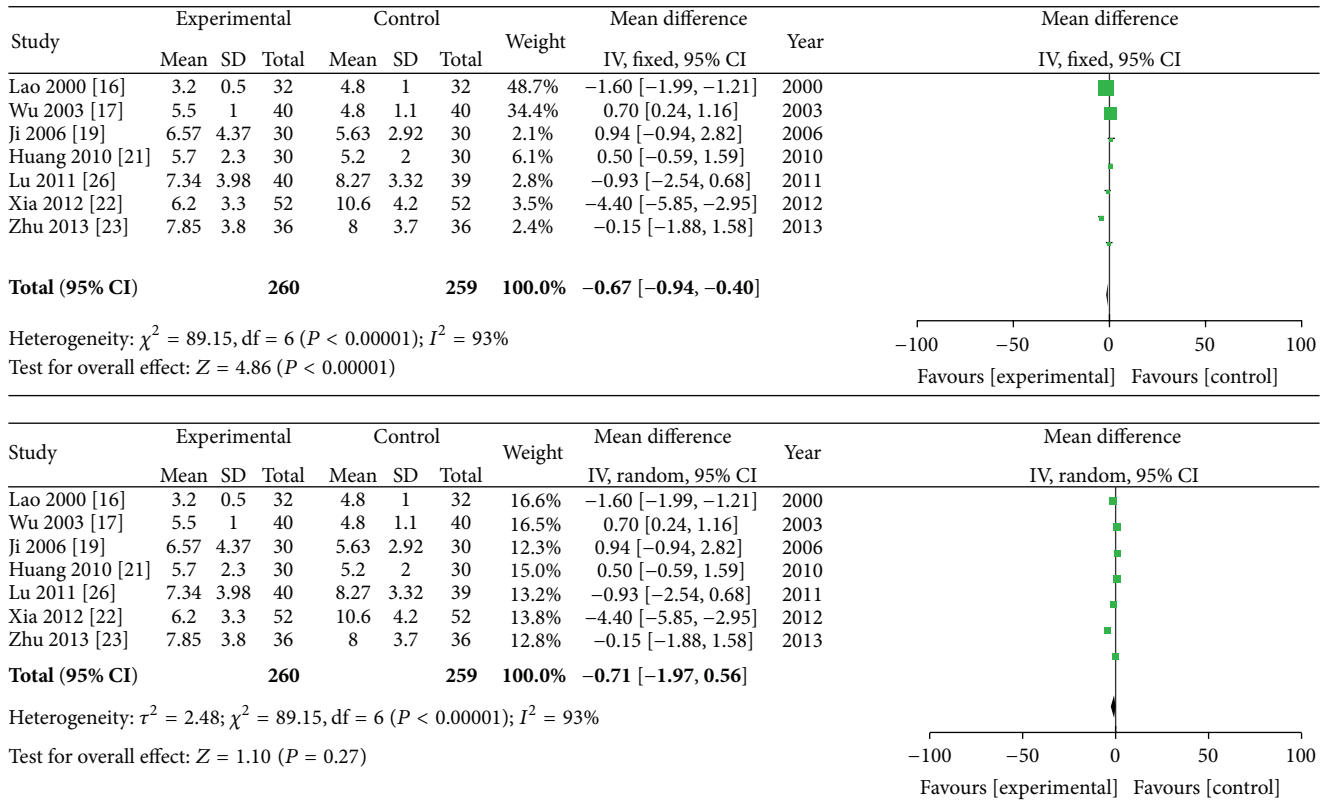 Study Experimental Control Weight Mean difference Year Mean difference
Mean SD Total Mean SD Total IV, fixed, 95% CI IV, fixed, 95% CI
Lao 2000 [16] 3.2 0.5 32 4.8 1 32 48.7% −1.60 [−1.99, −1.21] 2000
Wu 2003 [17] 5.5 1 40 4.8 1.1 40 34.4% 0.70 [0.24, 1.16] 2003
Ji 2006 [19] 6.57 4.37 30 5.63 2.92 30 2.1% 0.94 [−0.94, 2.82] 2006
Huang 2010 [21] 5.7 2.3 30 5.2 2 30 6.1% 0.50 [−0.59, 1.59] 2010
Lu 2011 [26] 7.34 3.98 40 8.27 3.32 39 2.8% −0.93 [−2.54, 0.68] 2011
Xia 2012 [22] 6.2 3.3 52 10.6 4.2 52 3.5% −4.40 [−5.85, −2.95] 2012
Zhu 2013 [23] 7.85 3.8 36 8 3.7 36 2.4% −0.15 [−1.88, 1.58] 2013
Total (95% CI) 260 259 100.0% −0.67 [−0.94, −0.40]
Heterogeneity: χ² = 89.15, df = 6 (P < 0.00001); I² = 93%
Test for overall effect: Z = 4.86 (P < 0.00001)
−100 −50 0 50 100
Favours [experimental] Favours [control]
Study Experimental Control Weight Mean difference Year Mean difference
Mean SD Total Mean SD Total IV, random, 95% CI IV, random, 95% CI
Lao 2000 [16] 3.2 0.5 32 4.8 1 32 16.6% −1.60 [−1.99, −1.21] 2000
Wu 2003 [17] 5.5 1 40 4.8 1.1 40 16.5% 0.70 [0.24, 1.16] 2003
Ji 2006 [19] 6.57 4.37 30 5.63 2.92 30 12.3% 0.94 [−0.94, 2.82] 2006
Huang 2010 [21] 5.7 2.3 30 5.2 2 30 15.0% 0.50 [−0.59, 1.59] 2010
Lu 2011 [26] 7.34 3.98 40 8.27 3.32 39 13.2% −0.93 [−2.54, 0.68] 2011
Xia 2012 [22] 6.2 3.3 52 10.6 4.2 52 13.8% −4.40 [−5.85, −2.95] 2012
Zhu 2013 [23] 7.85 3.8 36 8 3.7 36 12.8% −0.15 [−1.88, 1.58] 2013
Total (95% CI) 260 259 100.0% −0.71 [−1.97, 0.56]
Heterogeneity: τ² = 2.48; χ² = 89.15, df = 6 (P < 0.00001); I² = 93%
Test for overall effect: Z = 1.10 (P = 0.27)
−100 −50 0 50 100
Favours [experimental] Favours [control]